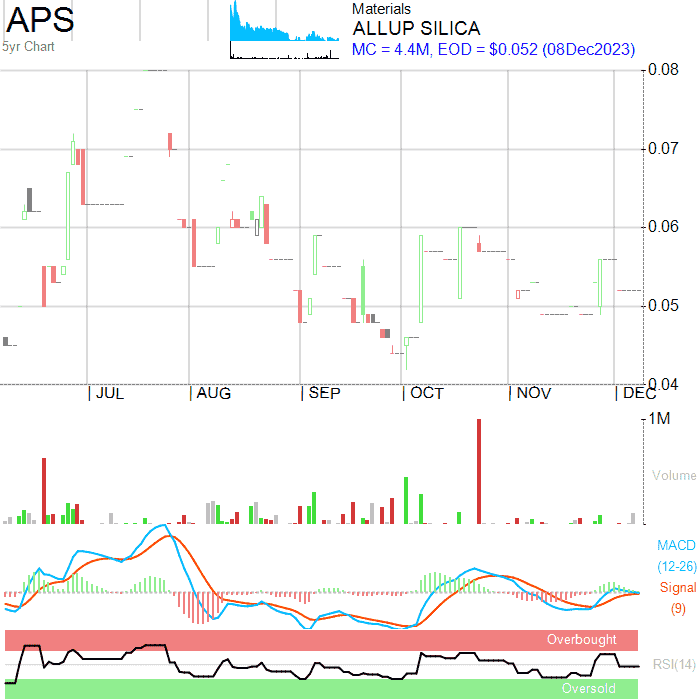 APS
5yr Chart
Materials
ALLUP SILICA
MC = 4.4M, EOD = $0.052 (08Dec2023)
0.08
0.07
0.06
0.05
0.04
| JUL | AUG | SEP | OCT | NOV | DEC
1M
Volume
MACD
(12-26)
Signal
(9)
Overbought
RSI(14)
Oversold